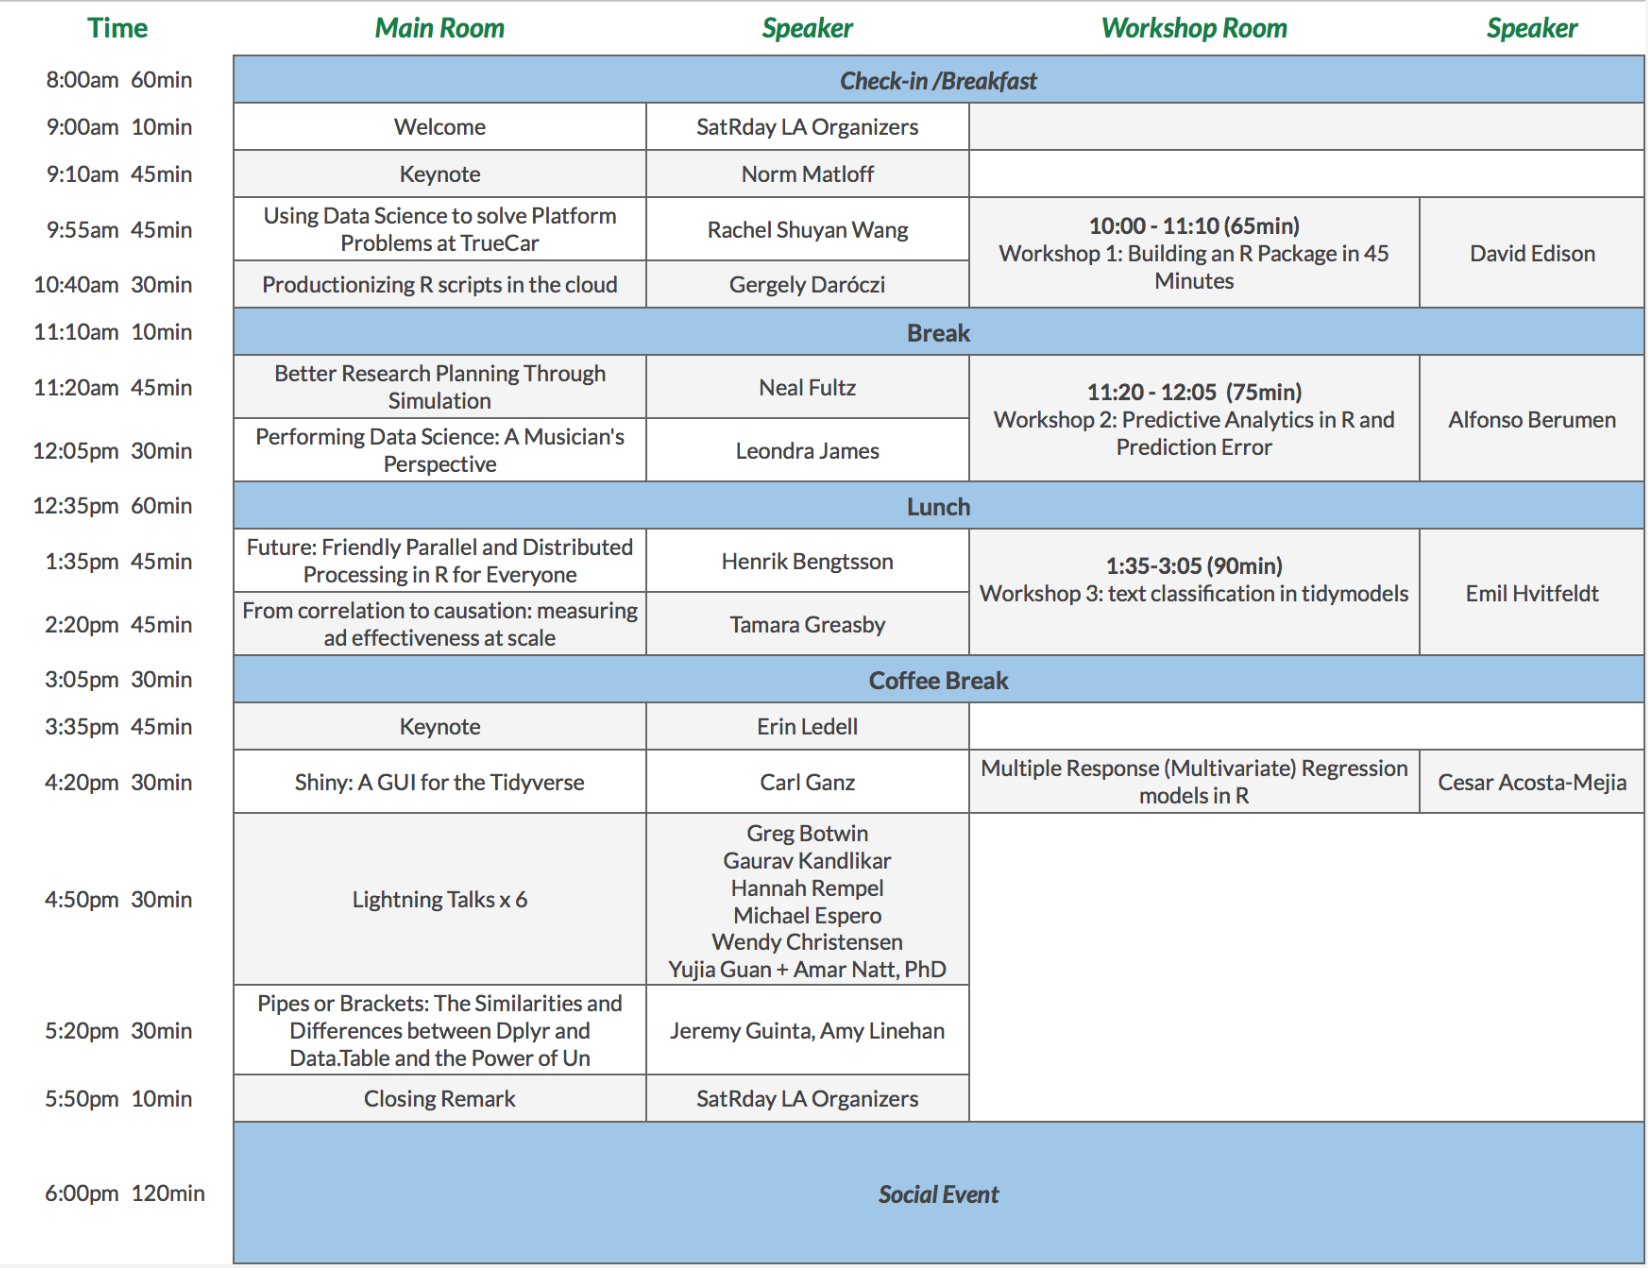 Time Main Room Speaker Workshop Room Speaker
8:00am 60min Check-in /Breakfast
9:00am 10min Welcome SatRday LA Organizers
9:10am 45min Keynote Norm Matloff
9:55am 45min
Using Data Science to solve Platform
Problems at TrueCar
Rachel Shuyan Wang
10:00 - 11:10 (65min)
Workshop 1: Building an R Package in 45
Minutes
David Edison
10:40am 30min Productionizing R scripts in the cloud Gergely Daróczi
11:10am 10min Break
11:20am 45min
Better Research Planning Through
Simulation
Neal Fultz
11:20 - 12:05 (75min)
Workshop 2: Predictive Analytics in R and
Prediction Error
Alfonso Berumen
12:05pm 30min
Performing Data Science: A Musician's
Perspective
Leondra James
12:35pm 60min Lunch
1:35pm 45min
Future: Friendly Parallel and Distributed
Processing in R for Everyone
Henrik Bengtsson
1:35-3:05 (90min)
Workshop 3: text classification in tidymodels
Emil Hvitfeldt
2:20pm 45min
From correlation to causation: measuring
ad effectiveness at scale
Tamara Greasby
3:05pm 30min Coffee Break
3:35pm 45min Keynote Erin Ledell
4:20pm 30min Shiny: A GUI for the Tidyverse Carl Ganz
Multiple Response (Multivariate) Regression
models in R
Cesar Acosta-Mejia
4:50pm 30min Lightning Talks x 6
Greg Botwin
Gaurav Kandlikar
Hannah Rempel
Michael Espero
Wendy Christensen
Yujia Guan + Amar Natt, PhD
5:20pm 30min
Pipes or Brackets: The Similarities and
Differences between Dplyr and
Data.Table and the Power of Un
Jeremy Guinta, Amy Linehan
5:50pm 10min Closing Remark SatRday LA Organizers
6:00pm 120min Social Event